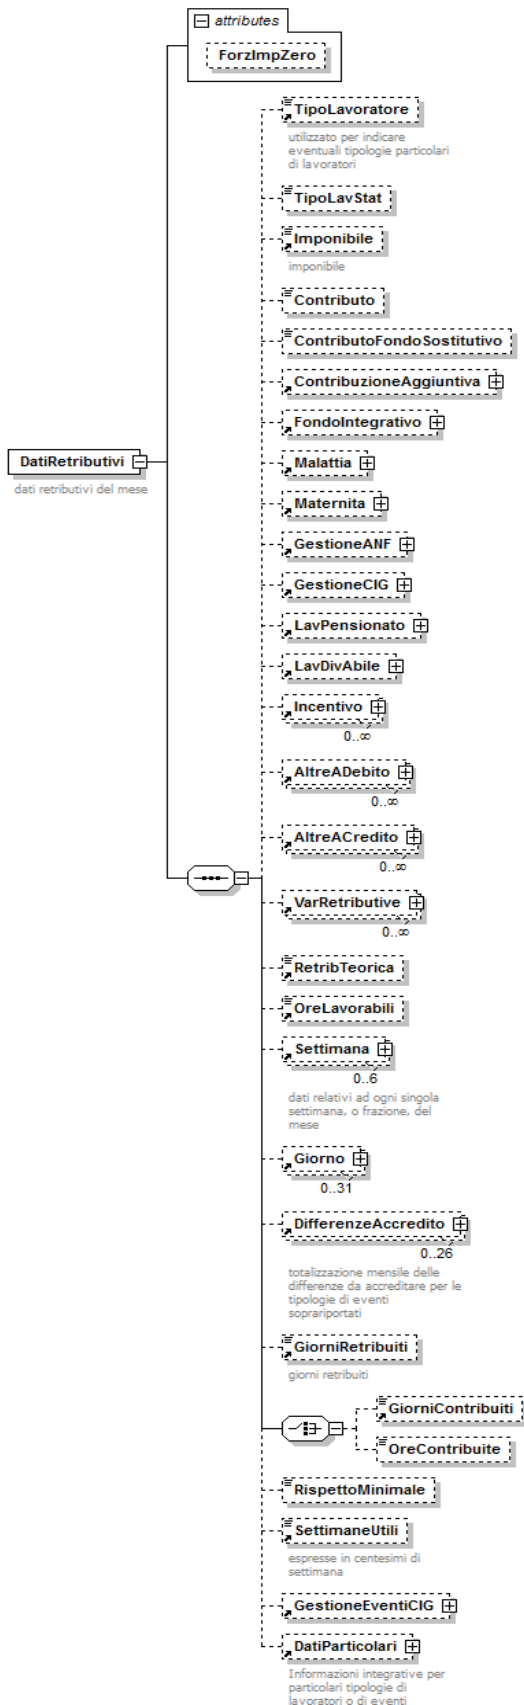 attributes
ForzImpZero
TipoLavoratore
utilizzato per indicare
eventuali tipologie particolari
di lavoratori
TipoLavStat
Imponibile
imponibile
Contributo
ContributoFondoSostitutivo
ContribuzioneAggiuntiva
FondoIntegrativo
DatiRetributivi
dati retributivi del mese
Malattia
Maternita
GestioneANF
GestioneCIG
LavPensionato
LavDivAbile
Incentivo
0..∞
AltreADebito
0..∞
AltreACredito
0..∞
VarRetributive
0..∞
RetribTeorica
OreLavorabili
Settimana
0..6
dati relativi ad ogni singola
settimana, o frazione, del
mese
Giorno
0..31
DifferenzeAccredito
0..26
totalizzazione mensile delle
differenze da accreditare per le
tipologie di eventi
soprariportati
GiorniRetribuiti
giorni retribuiti
GiorniContribuiti
OreContribuite
RispettoMinimale
SettimaneUtili
espresse in centesimi di
settimana
GestioneEventiCIG
DatiParticolari
Informazioni integrative per
particolari tipologie di
lavoratori o di eventi